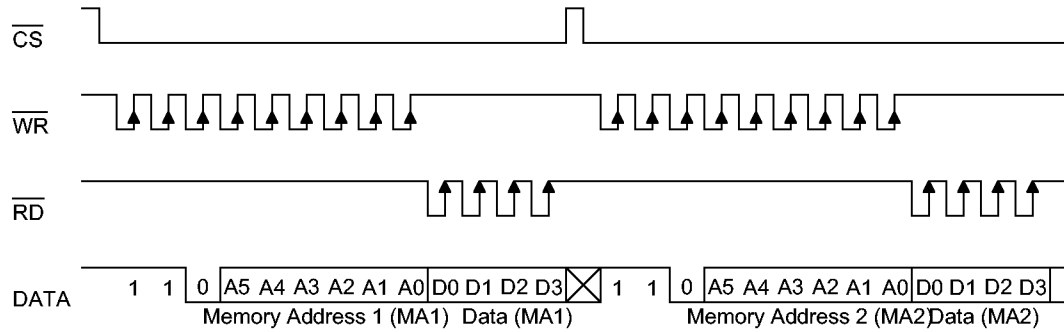 CS
WR
RD
DATA 1 1 0 A5 A4 A3 A2 A1 A0 D0 D1 D2 D3 1 1 0 A5 A4 A3 A2 A1 A0 D0 D1 D2 D3
Memory Address 1 (MA1) Data (MA1) Memory Address 2 (MA2) Data (MA2)